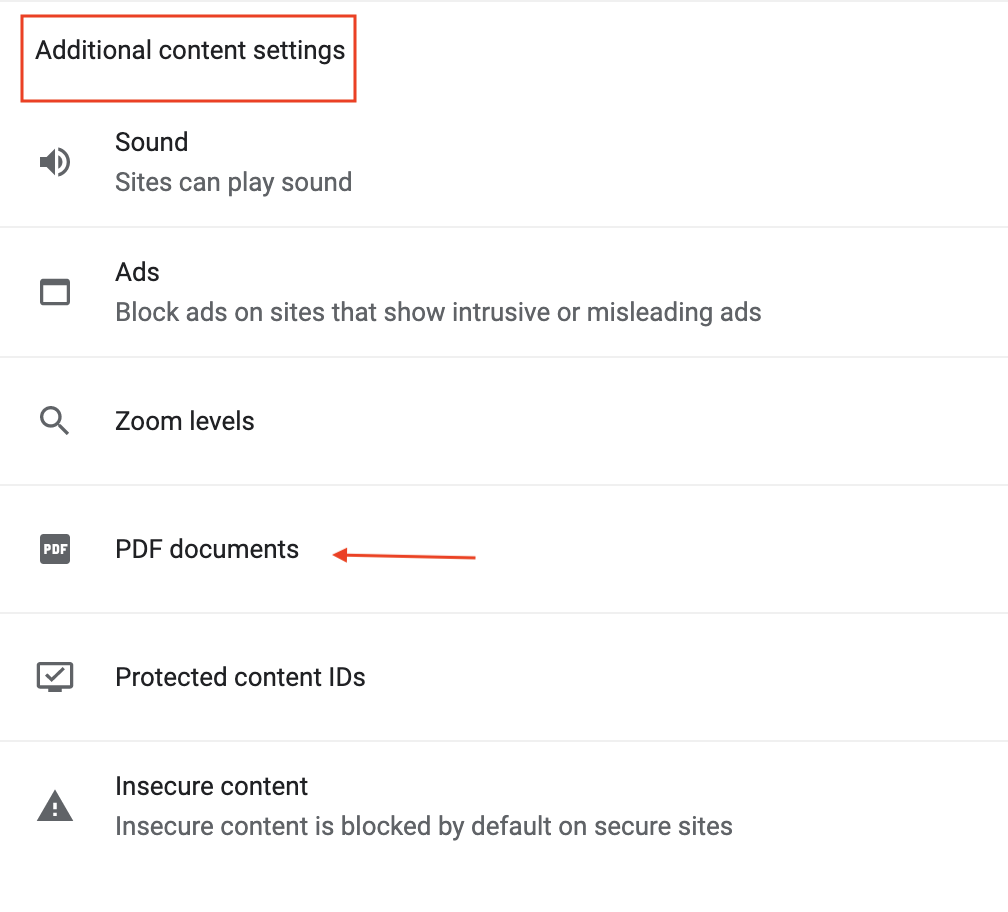 Additional content settings
Sound
Sites can play sound
Ads
Block ads on sites that show intrusive or misleading ads
Zoom levels
PDF
PDF documents
Protected content IDs
Insecure content
Insecure content is blocked by default on secure sites